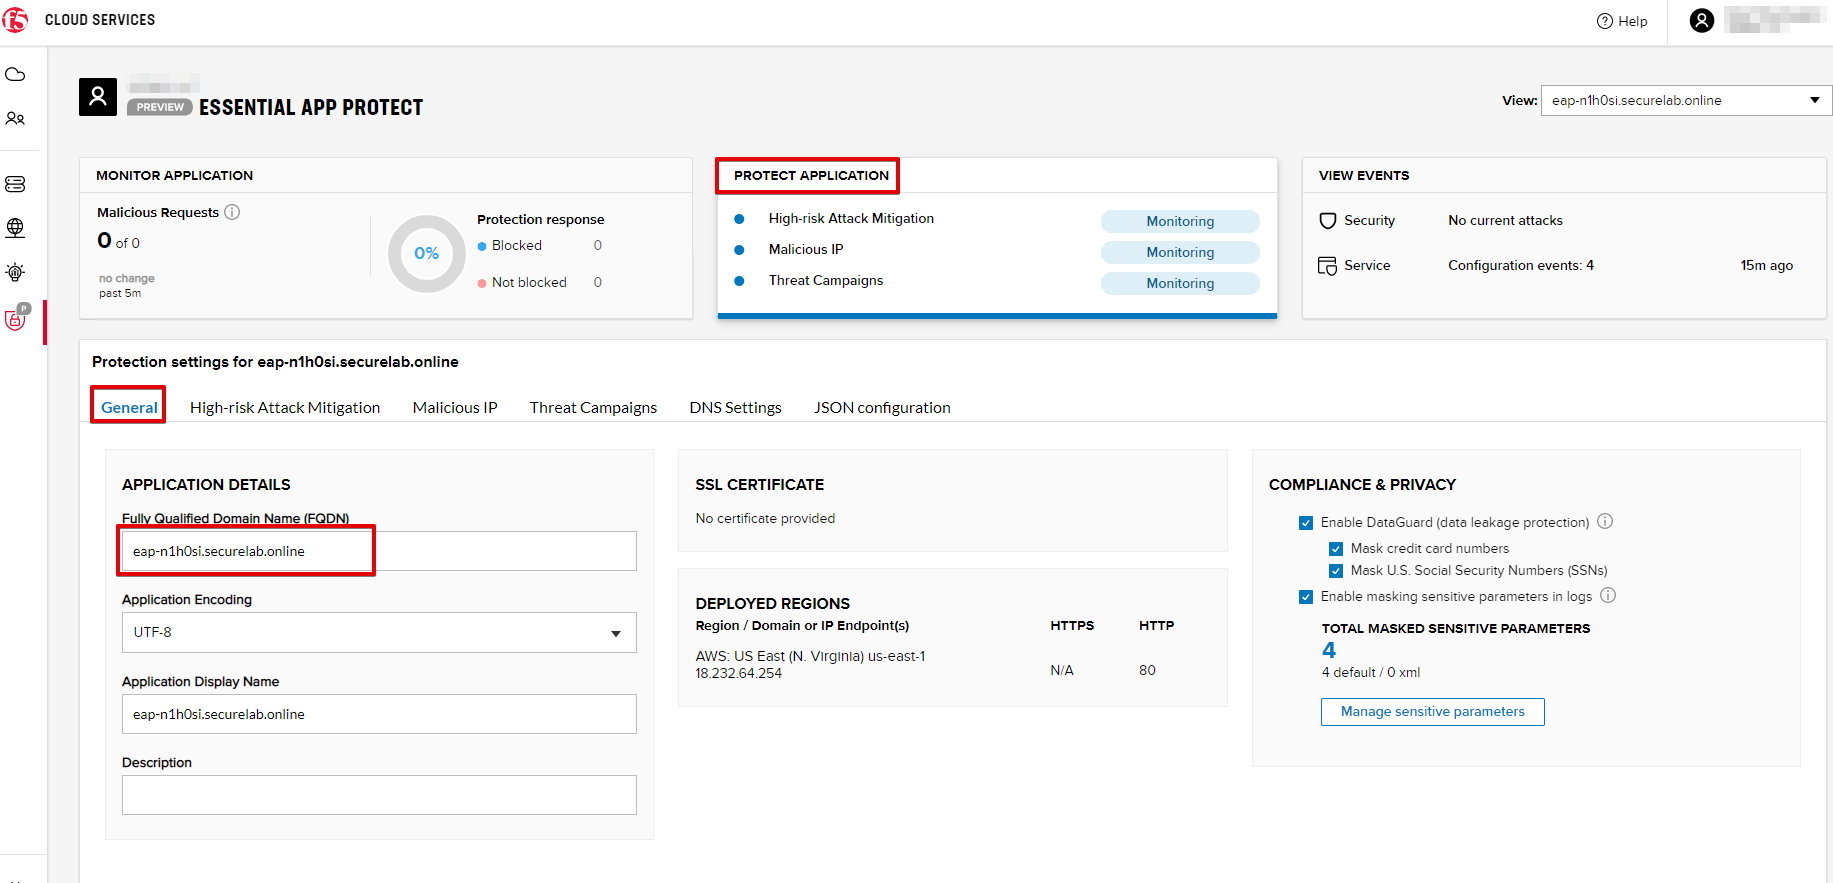 f5 CLOUD SERVICES
Help
P
PREVIEW ESSENTIAL APP PROTECT
View: eap-n1h0si.securelab.online
MONITOR APPLICATION
Malicious Requests
0 of 0
no change
past 5m
0%
Protection response
Blocked 0
Not blocked 0
PROTECT APPLICATION
High-risk Attack Mitigation Monitoring
Malicious IP Monitoring
Threat Campaigns Monitoring
VIEW EVENTS
Security No current attacks
Service Configuration events: 4 15m ago
Protection settings for eap-n1h0si.securelab.online
General High-risk Attack Mitigation Malicious IP Threat Campaigns DNS Settings JSON configuration
APPLICATION DETAILS
Fully Qualified Domain Name (FQDN)
eap-n1h0si.securelab.online
Application Encoding
UTF-8
Application Display Name
eap-n1h0si.securelab.online
Description
SSL CERTIFICATE
No certificate provided
DEPLOYED REGIONS
Region / Domain or IP Endpoint(s) HTTPS HTTP
AWS: US East (N. Virginia) us-east-1
18.232.64.254 N/A 80
COMPLIANCE & PRIVACY
Enable DataGuard (data leakage protection)
Mask credit card numbers
Mask U.S. Social Security Numbers (SSNs)
Enable masking sensitive parameters in logs
TOTAL MASKED SENSITIVE PARAMETERS
4
4 default / 0 xml
Manage sensitive parameters